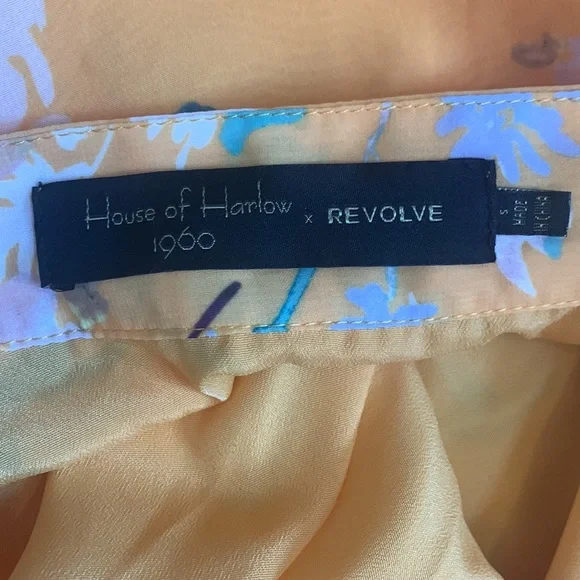 House of Harlow
1960
x REVOLVE
S
MADE
IN CHINA